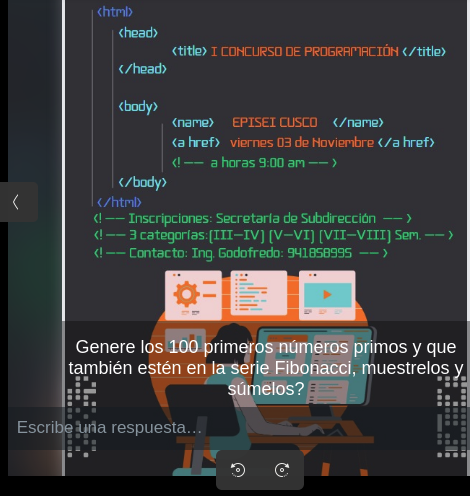 <html>
<head>
<title> I CONCURSO DE PROGRAMACIÓN </title>
</head>
<body>
<name> EPISEI CUSCO </name>
<a href> viernes 03 de Noviembre </a href>
<! —— a horas 9:00 am —— >
</body>
</html>
<! —— Inscripciones: Secretaría de Subdirección —— >
<! —— 3 categorías:(III—IV) (V—VI) (VII—VIII) Sem. —— >
<! —— Contacto: Ing. Godofredo: 941858995 —— >
Genere los 100 primeros números primos y que
también estén en la serie Fibonacci, muestrelos y
súmelos?
Escribe una respuesta...